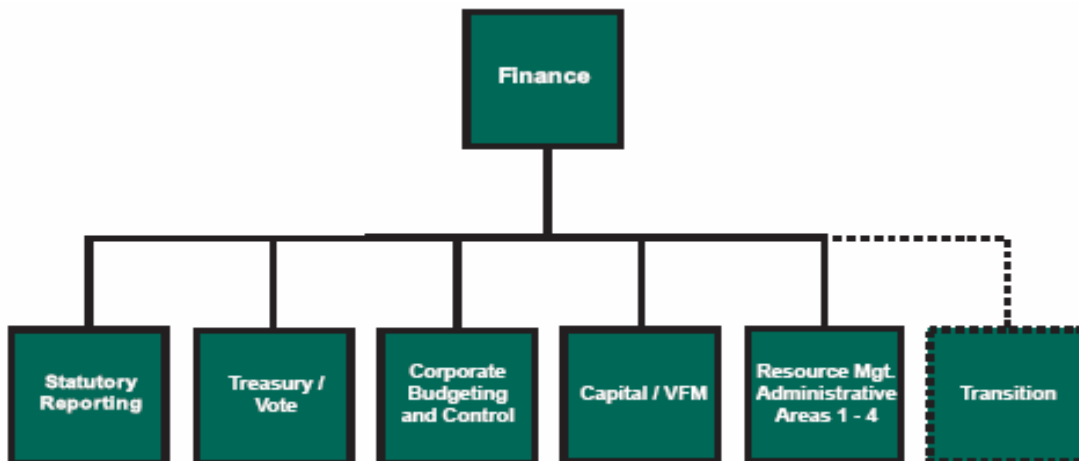 Finance
Statutory
Reporting
Treasury /
Vote
Corporate
Budgeting
and Control
Capital / VFM
Resource Mgt.
Administrative
Areas 1 - 4
Transition